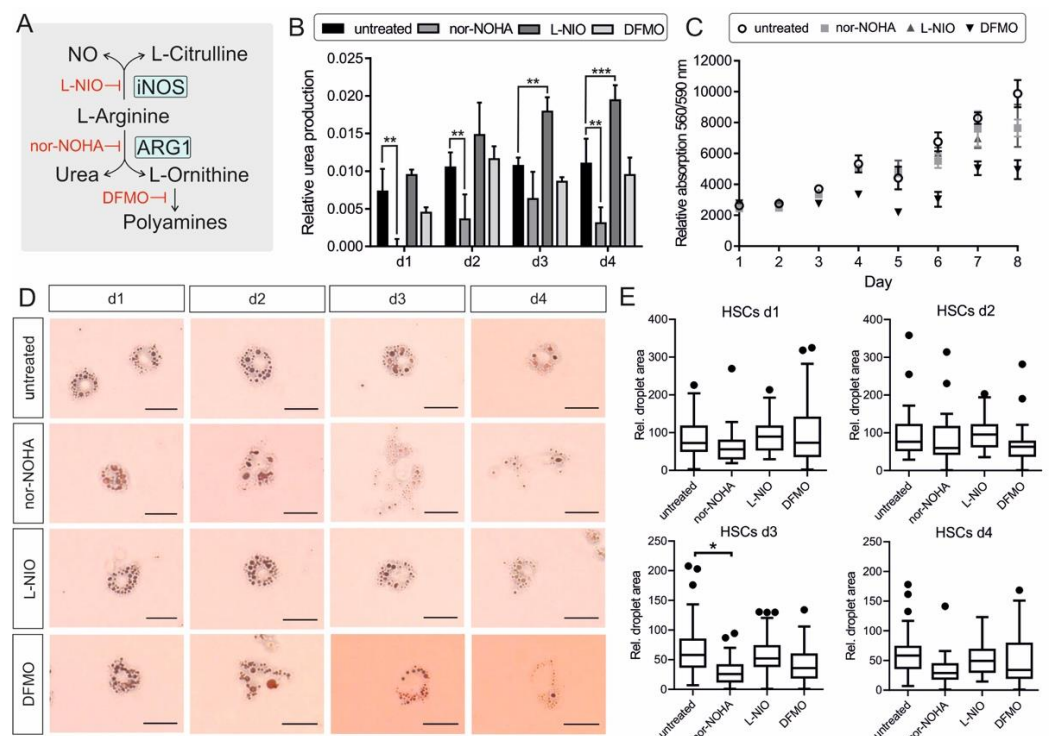 A
NO
L-Citrulline
L-NIO
iNOS
L-Arginine
nor-NOHA
ARG1
Urea
L-Ornithine
DFMO
Polyamines
B
untreated nor-NOHA L-NIO DFMO
Relative urea production
0.025
0.020
0.015
0.010
0.005
0.000
** ** ** ** ***
d1 d2 d3 d4
C
untreated nor-NOHA L-NIO DFMO
Relative absorption 560/590 nm
12000
10000
8000
6000
4000
2000
0
1 2 3 4 5 6 7 8
Day
D
d1 d2 d3 d4
untreated
nor-NOHA
L-NIO
DFMO
E
HSCs d1
Rel. droplet area
400
300
200
100
0
untreated nor-NOHA L-NIO DFMO
HSCs d2
Rel. droplet area
400
300
200
100
0
untreated nor-NOHA L-NIO DFMO
HSCs d3
Rel. droplet area
250
200
150
100
50
0
*
untreated nor-NOHA L-NIO DFMO
HSCs d4
Rel. droplet area
250
200
150
100
50
0
untreated nor-NOHA L-NIO DFMO